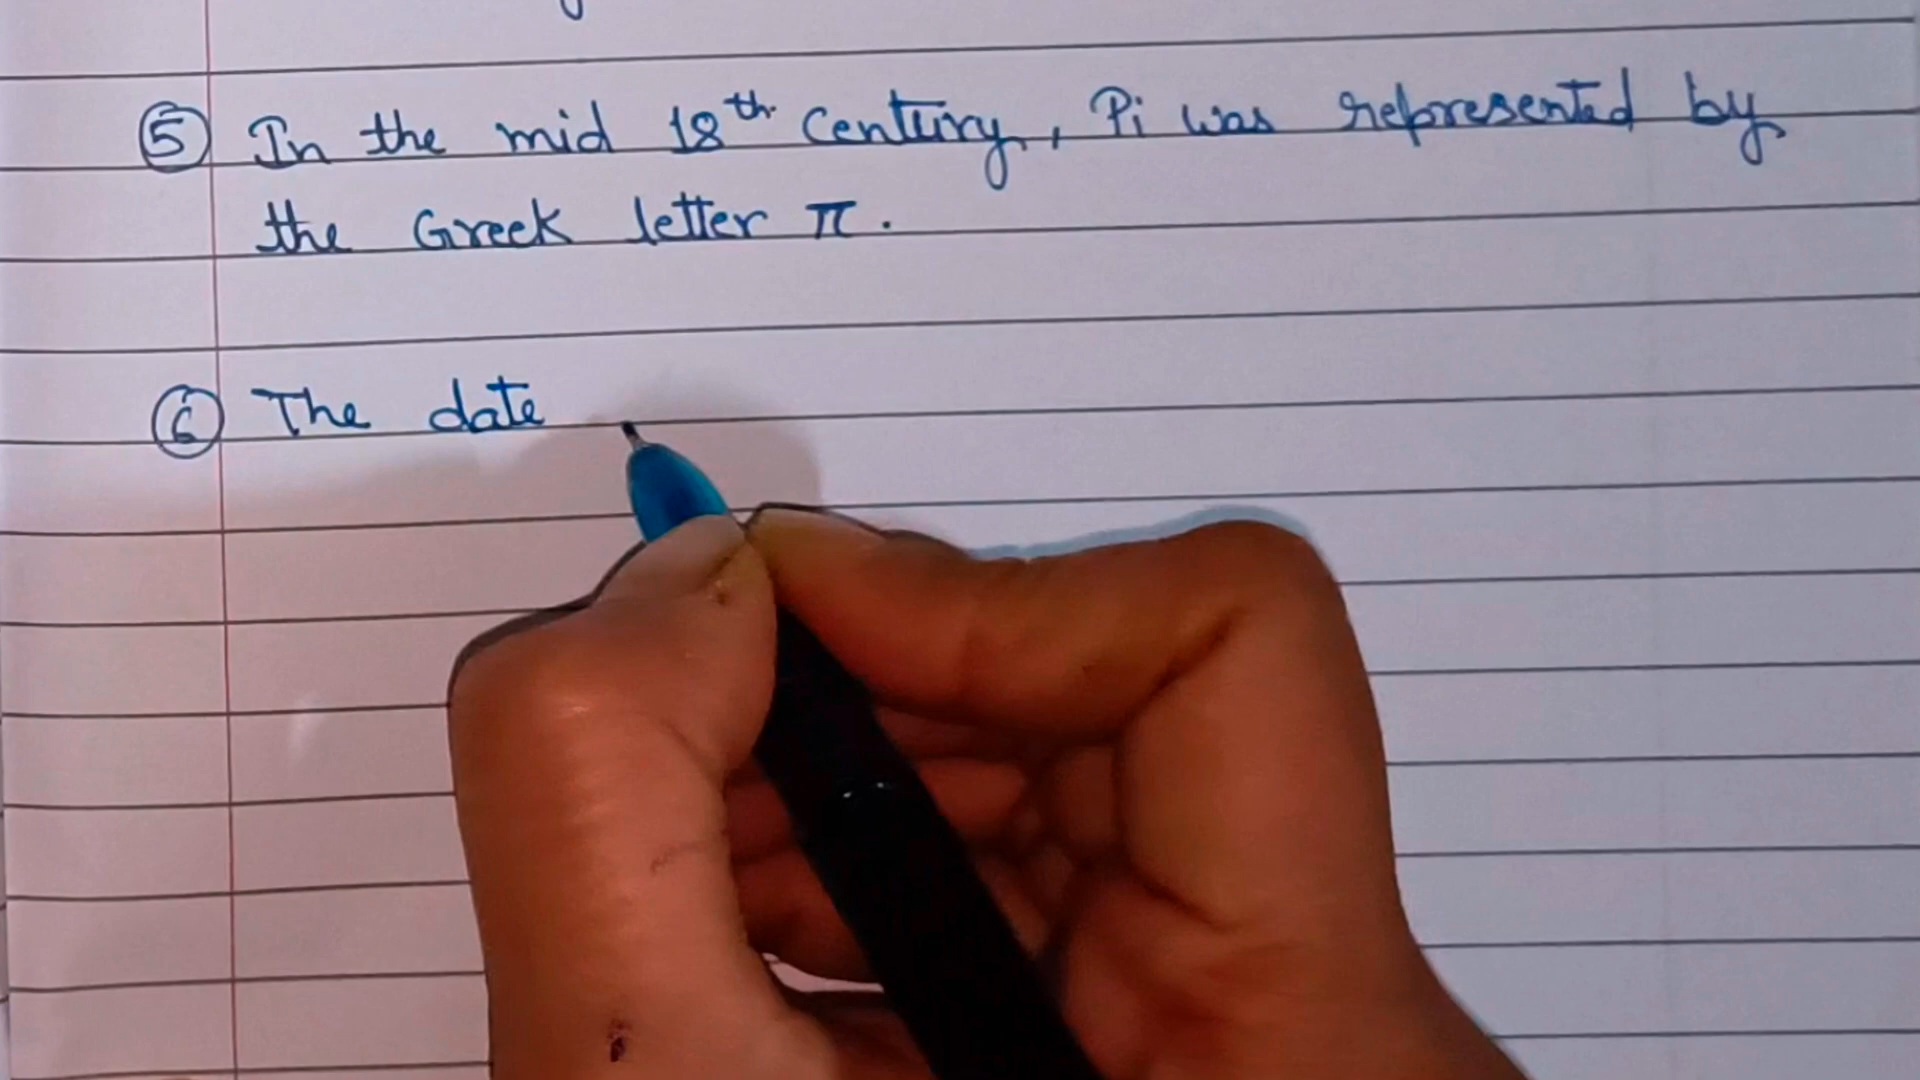 ⑤ In the mid 18th century, Pi was represented by
the Greek letter π.
⑥ The date